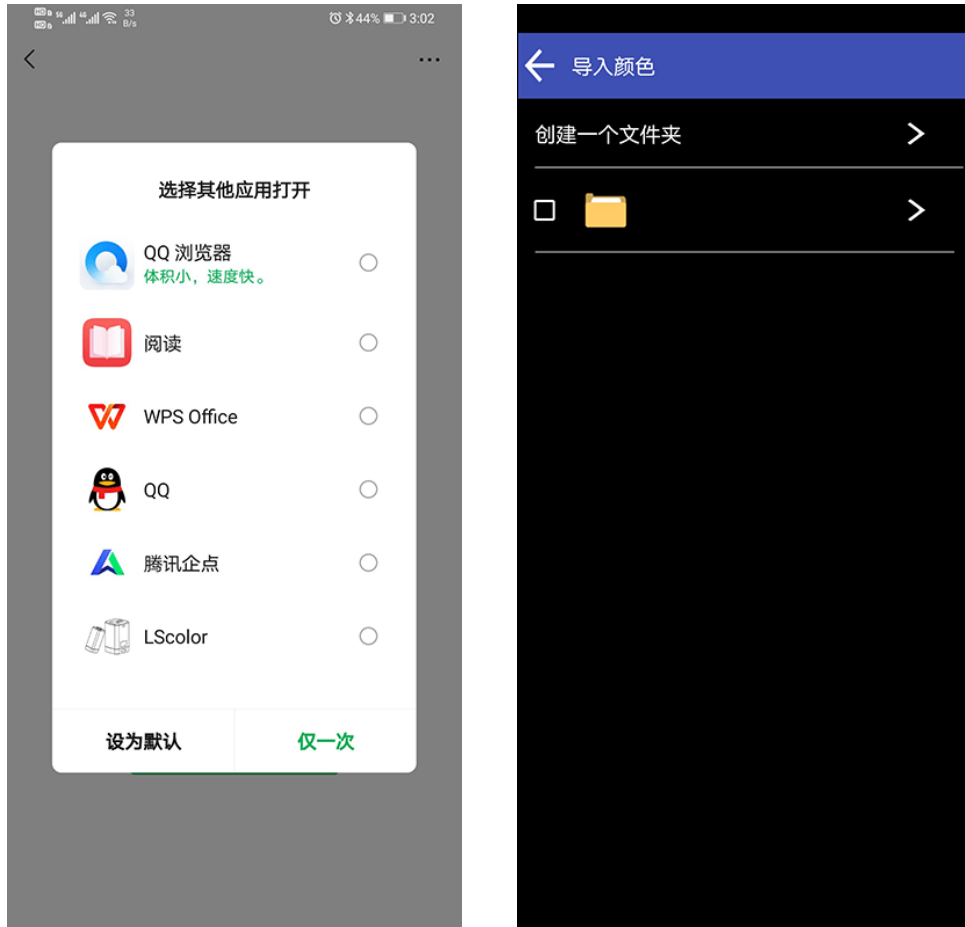 33
B/s
5G
4G
44%
3:02
选择其他应用打开
QQ 浏览器
体积小，速度快。
阅读
WPS Office
QQ
腾讯企点
LScolor
设为默认
仅一次
导入颜色
创建一个文件夹